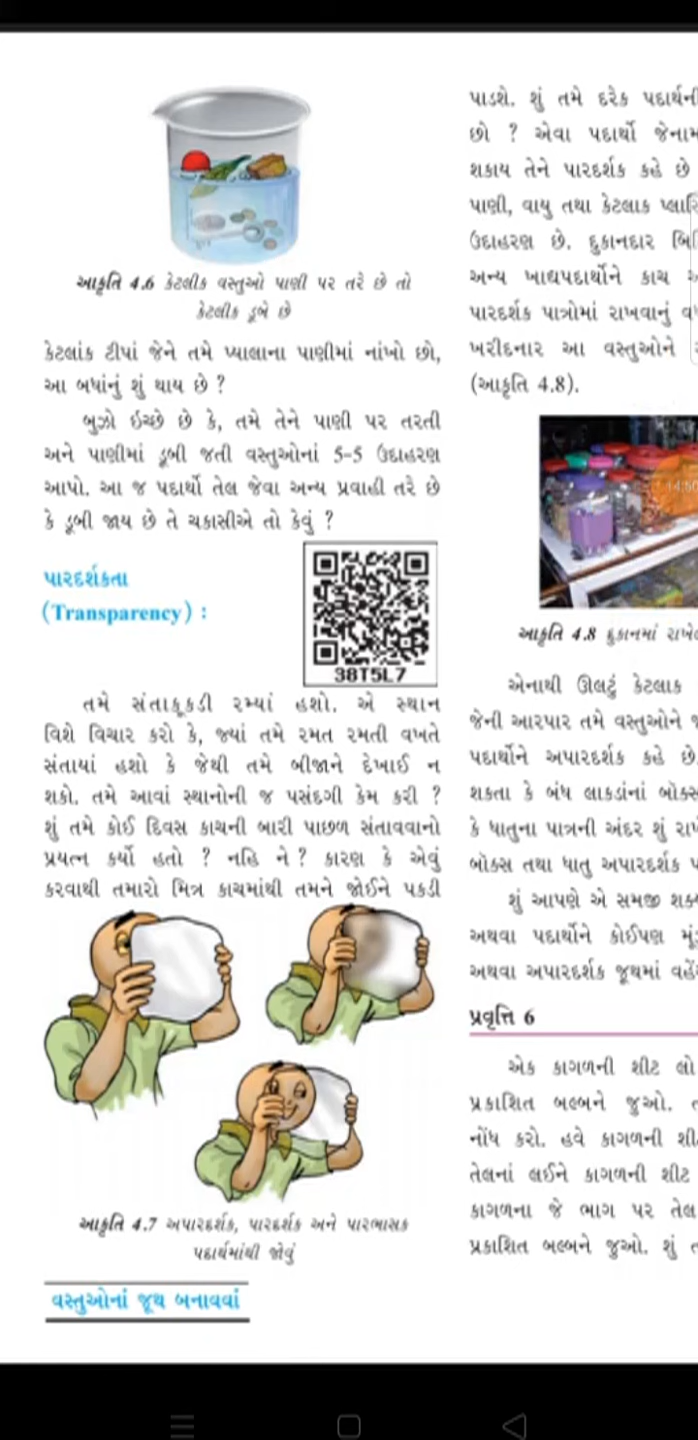 આકૃતિ 4.6 કેટલીક વસ્તુઓ પાણી પર તરે છે તો
કેટલીક ડૂબે છે
કેટલાંક ટીપાં જેને તમે પ્યાલાના પાણીમાં નાંખો છો,
આ બધાંનું શું થાય છે ?
બુઝો ઇચ્છે છે કે, તમે તેને પાણી પર તરતી
અને પાણીમાં ડૂબી જતી વસ્તુઓનાં 5-5 ઉદાહરણ
આપો. આ જ પદાર્થો તેલ જેવા અન્ય પ્રવાહી તરે છે
કે ડૂબી જાય છે તે ચકાસીએ તો કેવું ?
પારદર્શકતા
(Transparency) :
38T5L7
તમે સંતાકૂકડી રમ્યાં હશો. એ સ્થાન
વિશે વિચાર કરો કે, જ્યાં તમે રમત રમતી વખતે
સંતાયાં હશો કે જેથી તમે બીજાને દેખાઈ ન
શકો. તમે આવાં સ્થાનોની જ પસંદગી કેમ કરી ?
શું તમે કોઈ દિવસ કાચની બારી પાછળ સંતાવવાનો
પ્રયત્ન કર્યો હતો ? નહિ ને ? કારણ કે એવું
કરવાથી તમારો મિત્ર કાચમાંથી તમને જોઈને પકડી
આકૃતિ 4.7 અપારદર્શક, પારદર્શક અને પારભાસક
પદાર્થમાંથી જોવું
વસ્તુઓનાં જૂથ બનાવવાં
પાડશે. શું તમે દરેક પદાર્થની
છો ? એવા પદાર્થો
શકાય તેને પારદર્શક કહે છે
પાણી, વાયુ તથા કેટલાક
ઉદાહરણ છે. દુકાનદાર
અન્ય ખાદ્યપદાર્થોને કાચ
પારદર્શક પાત્રોમાં રાખવાનું
ખરીદનાર આ વસ્તુઓને
(આકૃતિ 4.8).
14:50
આકૃતિ 4.8 દુકાનમાં
એનાથી ઊલટું કેટલાક
જેની આરપાર તમે વસ્તુઓને
પદાર્થોને અપારદર્શક કહે છે.
શકતા કે બંધ લાકડાંનાં
કે ધાતુના પાત્રની અંદર શું
બૉક્સ તથા ધાતુ અપારદર્શક
શું આપણે એ સમજી
અથવા પદાર્થોને કોઈપણ
અથવા અપારદર્શક જૂથમાં
પ્રવૃત્તિ 6
એક કાગળની શીટ લો
પ્રકાશિત બલ્બને જુઓ.
નોંધ કરો. હવે કાગળની
તેલનાં લઈને કાગળની શીટ
કાગળના જે ભાગ પર તેલ
પ્રકાશિત બલ્બને જુઓ. શું